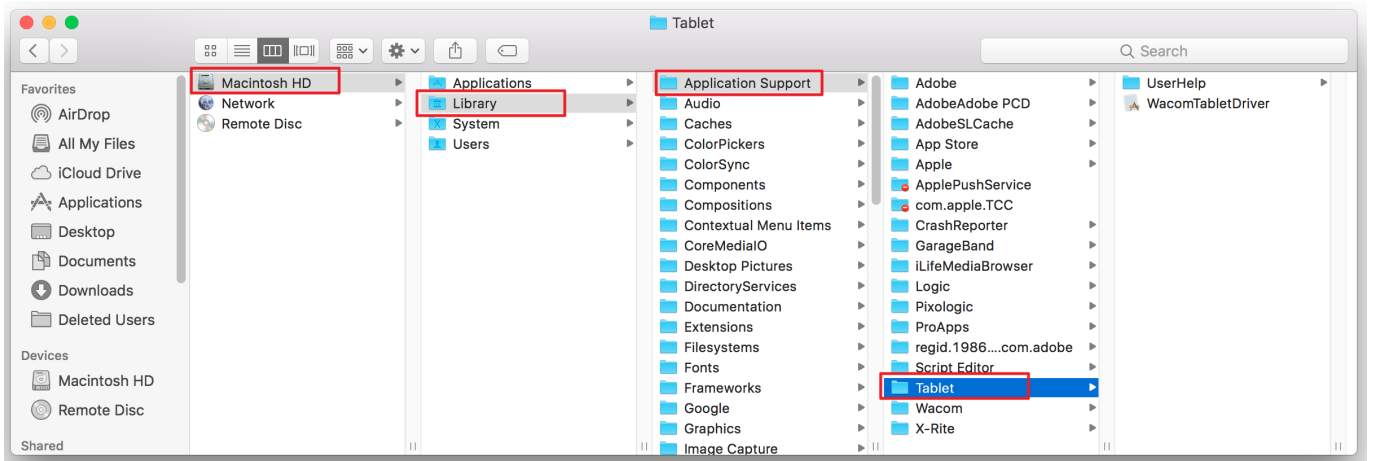 Tablet
Search
Favorites
AirDrop
All My Files
iCloud Drive
Applications
Desktop
Documents
Downloads
Deleted Users
Devices
Macintosh HD
Remote Disc
Shared
Macintosh HD
Network
Remote Disc
Applications
Library
System
Users
Application Support
Audio
Caches
ColorPickers
ColorSync
Components
Compositions
Contextual Menu Items
CoreMediaIO
Desktop Pictures
DirectoryServices
Documentation
Extensions
Filesystems
Fonts
Frameworks
Google
Graphics
Image Capture
Adobe
AdobeAdobe PCD
AdobeSLCache
App Store
Apple
ApplePushService
com.apple.TCC
CrashReporter
GarageBand
iLifeMediaBrowser
Logic
Pixologic
ProApps
regid.1986....com.adobe
Script Editor
Tablet
Wacom
X-Rite
UserHelp
WacomTabletDriver